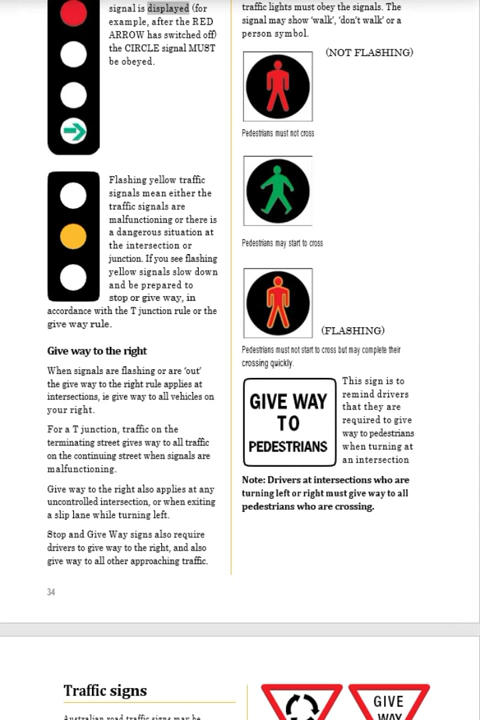 signal is displayed (for
example, after the RED
ARROW has switched off)
the CIRCLE signal MUST
be obeyed.
Flashing yellow traffic
signals mean either the
traffic signals are
malfunctioning or there is
a dangerous situation at
the intersection or
junction. If you see flashing
yellow signals slow down
and be prepared to
stop or give way, in
accordance with the T junction rule or the
give way rule.
Give way to the right
When signals are flashing or are ‘out’
the give way to the right rule applies at
intersections, ie give way to all vehicles on
your right.
For a T junction, traffic on the
terminating street gives way to all traffic
on the continuing street when signals are
malfunctioning.
Give way to the right also applies at any
uncontrolled intersection, or when exiting
a slip lane while turning left.
Stop and Give Way signs also require
drivers to give way to the right, and also
give way to all other approaching traffic.
traffic lights must obey the signals. The
signal may show ‘walk’, ‘don’t walk’ or a
person symbol.
(NOT FLASHING)
Pedestrians must not cross
Pedestrians may start to cross
(FLASHING)
Pedestrians must not start to cross but may complete their
crossing quickly.
GIVE WAY
TO
PEDESTRIANS
This sign is to
remind drivers
that they are
required to give
way to pedestrians
when turning at
an intersection
Note: Drivers at intersections who are
turning left or right must give way to all
pedestrians who are crossing.
34
Traffic signs
Australian road traffic signs may be
GIVE
WAY